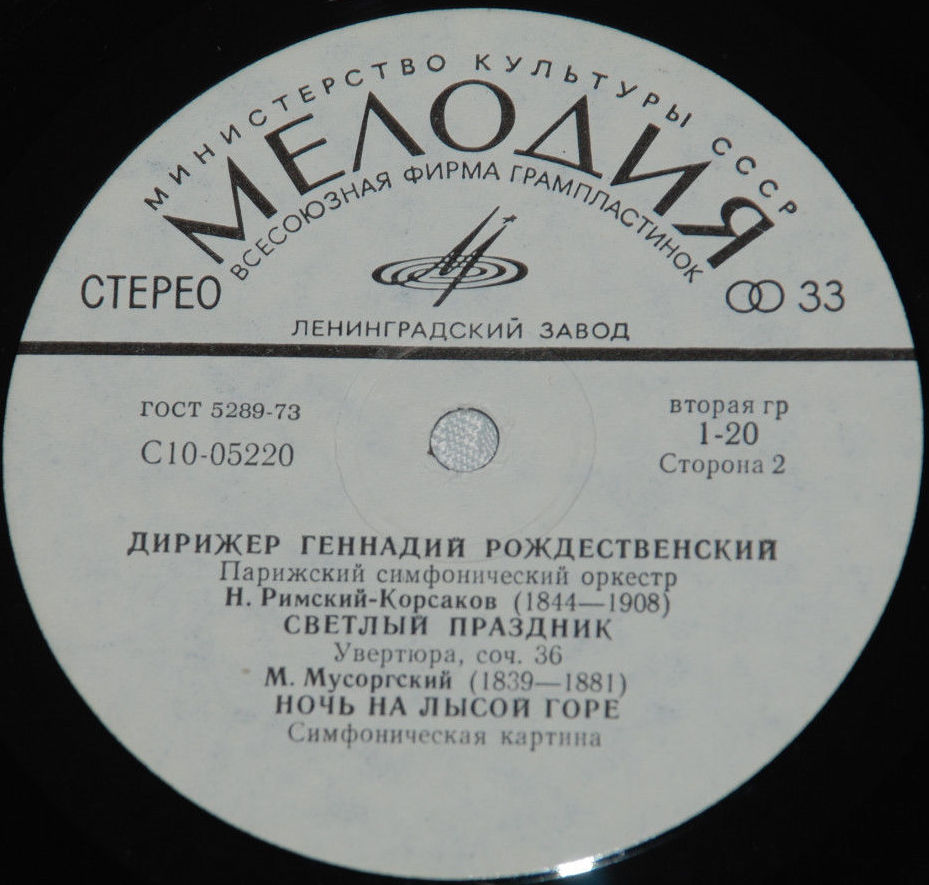 МИНИСТЕРСТВО КУЛЬТУРЫ СССР
МЕЛОДИЯ
ВСЕСОЮЗНАЯ ФИРМА ГРАМПЛАСТИНОК
СТЕРЕО
33
ЛЕНИНГРАДСКИЙ ЗАВОД
ГОСТ 5289-73
С10-05220
вторая гр
1-20
Сторона 2
ДИРИЖЕР ГЕННАДИЙ РОЖДЕСТВЕНСКИЙ
Парижский симфонический оркестр
Н. Римский-Корсаков (1844—1908)
СВЕТЛЫЙ ПРАЗДНИК
Увертюра, соч. 36
М. Мусоргский (1839—1881)
НОЧЬ НА ЛЫСОЙ ГОРЕ
Симфоническая картина